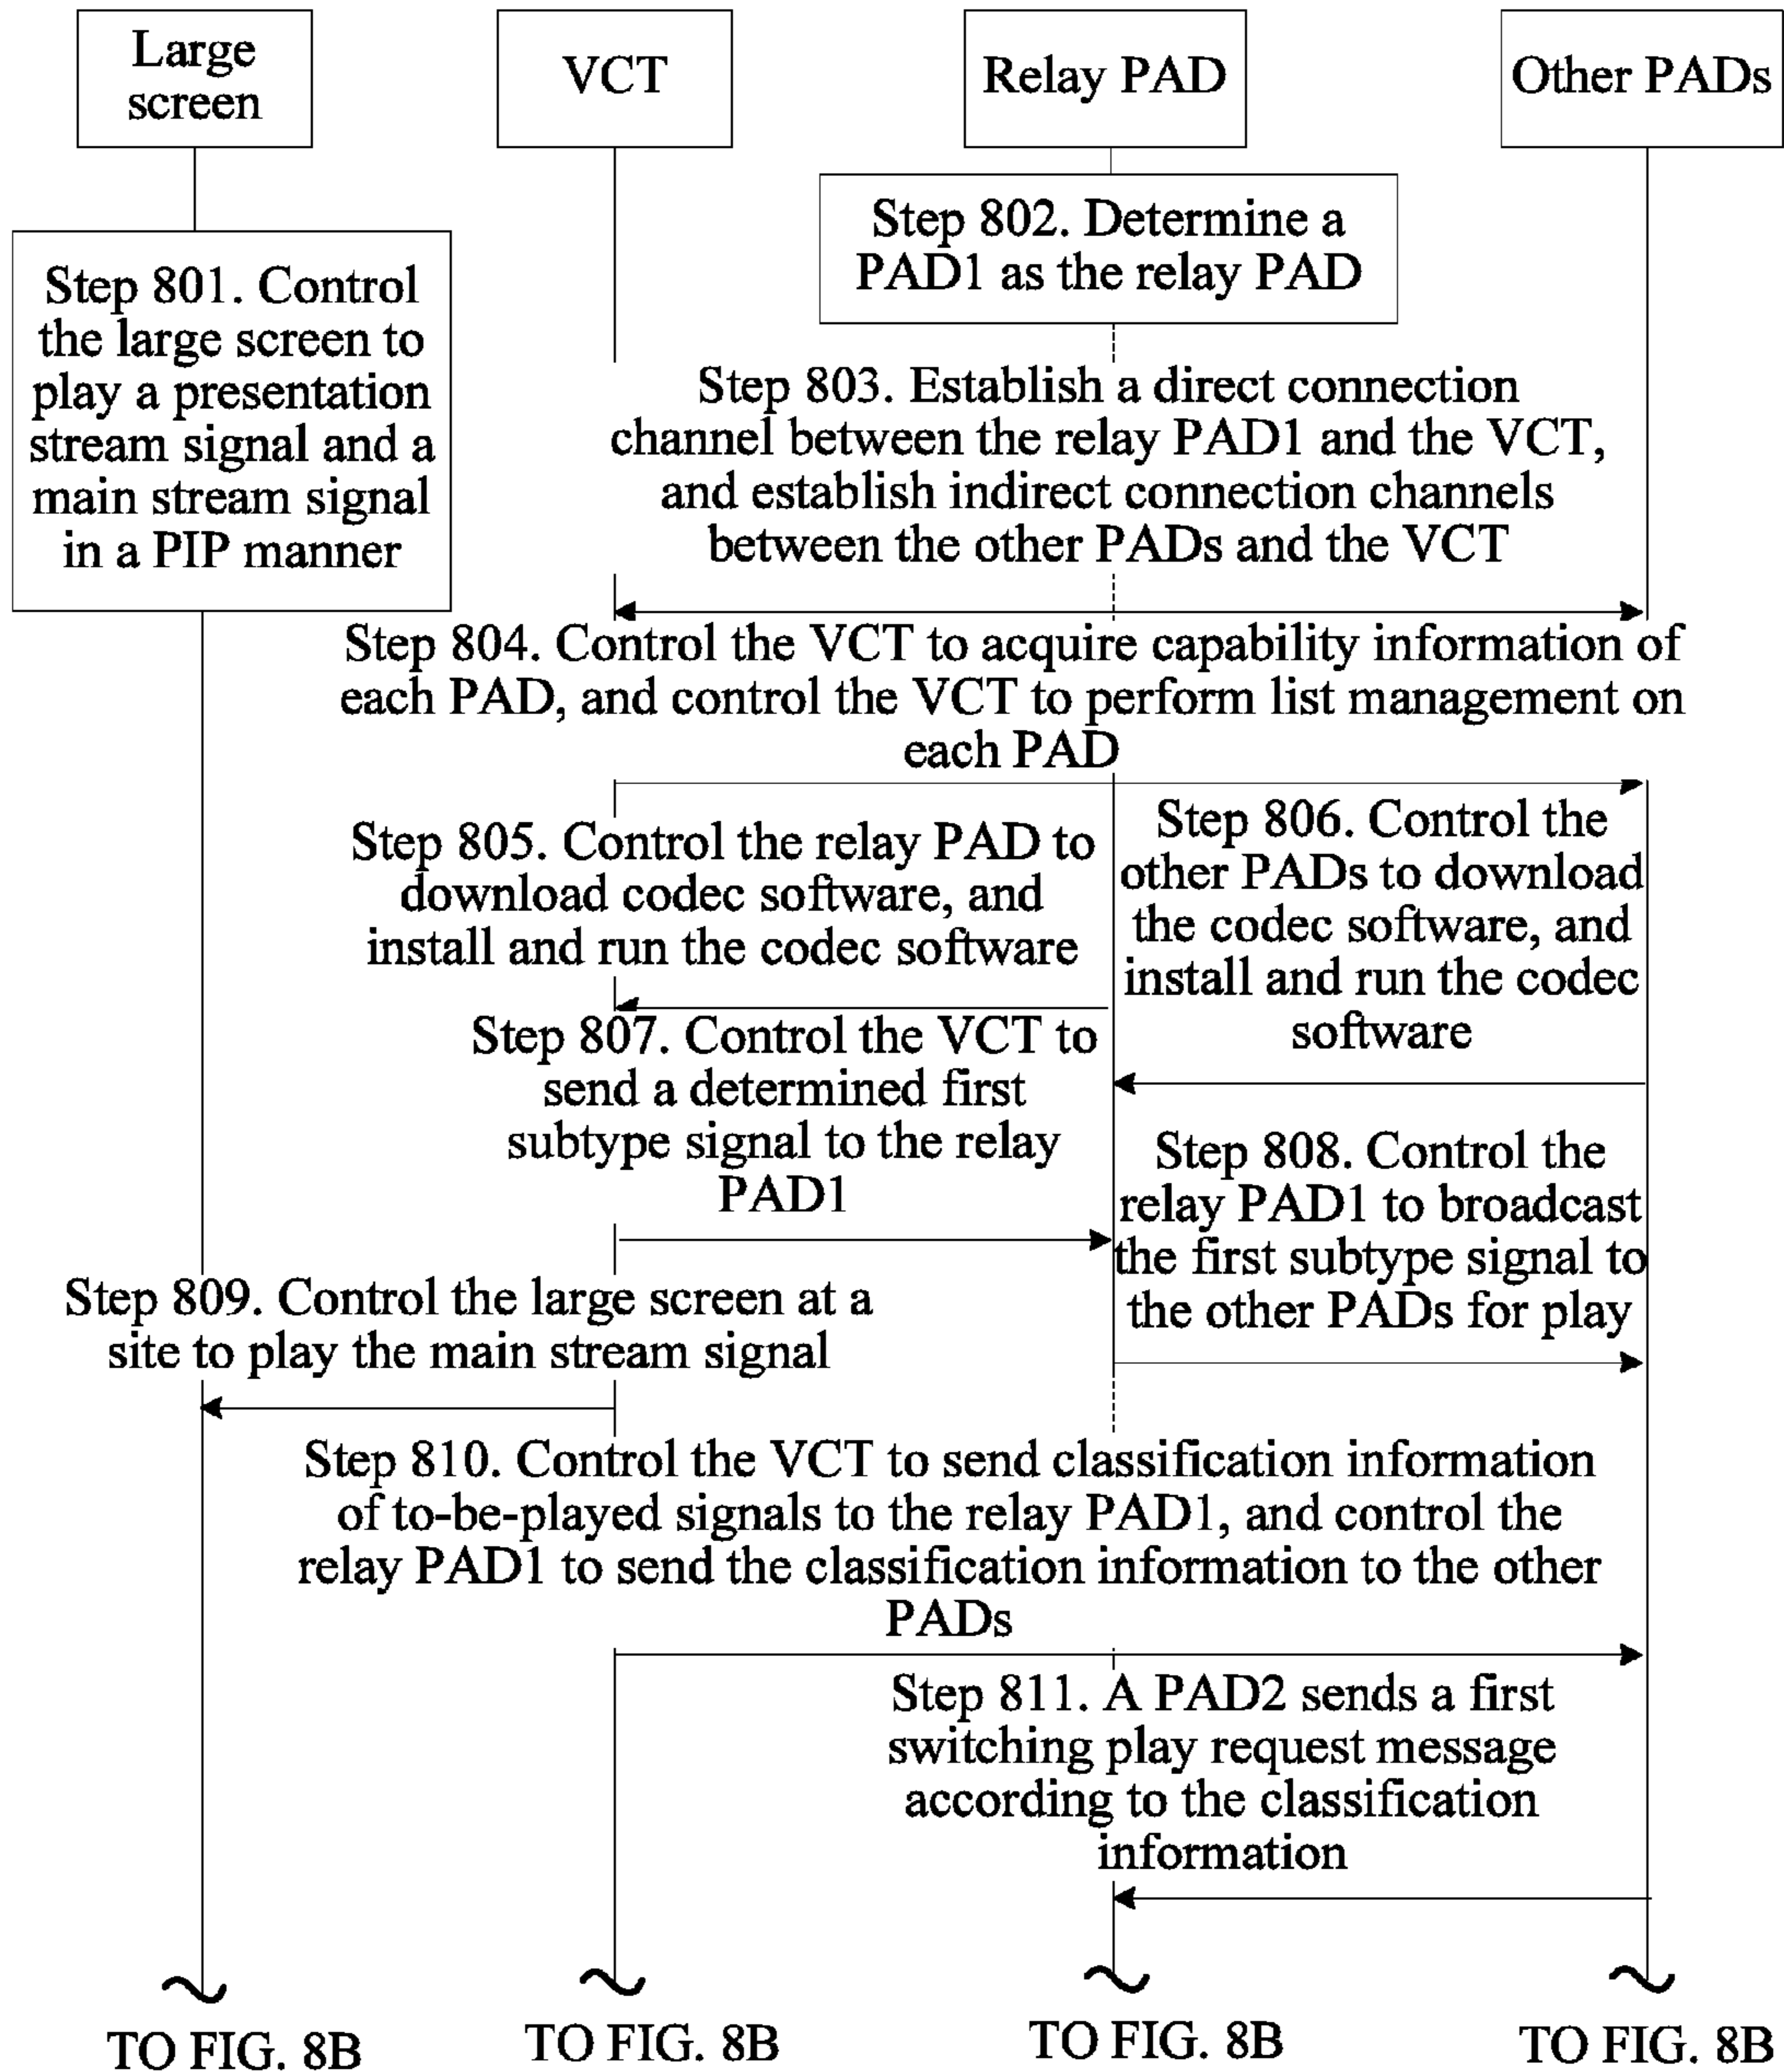 Large
screen
VCT
Relay PAD
Other PADs
Step 802. Determine a
PAD1 as the relay PAD
Step 801. Control
the large screen to
play a presentation
stream signal and a
main stream signal
in a PIP manner
Step 803. Establish a direct connection
channel between the relay PAD1 and the VCT,
and establish indirect connection channels
between the other PADs and the VCT
Step 804. Control the VCT to acquire capability information of
each PAD, and control the VCT to perform list management on
each PAD
Step 805. Control the relay PAD to
download codec software, and
install and run the codec software
Step 806. Control the
other PADs to download
the codec software, and
install and run the codec
software
Step 807. Control the VCT to
send a determined first
subtype signal to the relay
PAD1
Step 808. Control the
relay PAD1 to broadcast
the first subtype signal to
the other PADs for play
Step 809. Control the large screen at a
site to play the main stream signal
Step 810. Control the VCT to send classification information
of to-be-played signals to the relay PAD1, and control the
relay PAD1 to send the classification information to the other
PADs
Step 811. A PAD2 sends a first
switching play request message
according to the classification
information
TO FIG. 8B
TO FIG. 8B
TO FIG. 8B
TO FIG. 8B